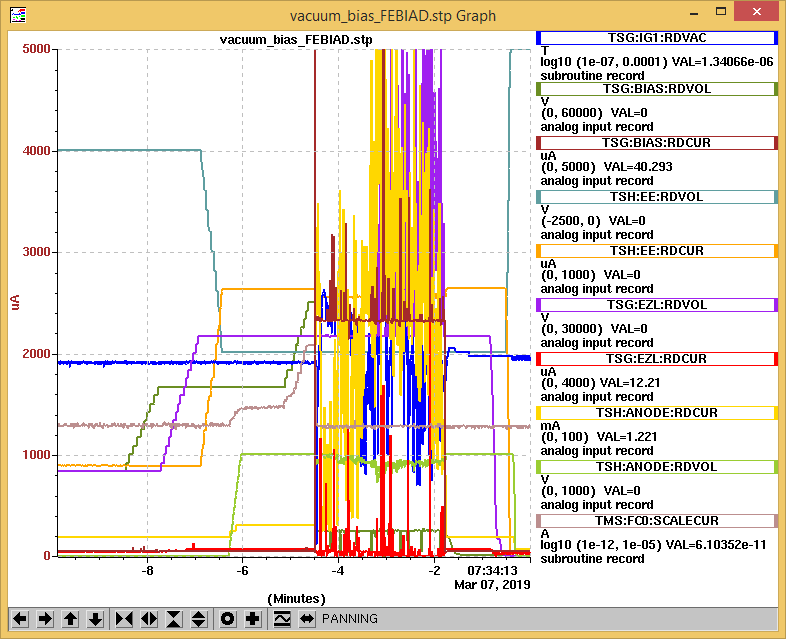 vacuum_bias_FEBIAD.stp Graph
vacuum_bias_FEBIAD.stp
5000
4000
3000
2000
1000
0
uA
-8
-6
-4
-2
07:34:13
Mar 07, 2019
(Minutes)
TSG:IG1:RDVAC
T
log10 (1e-07, 0.0001) VAL=1.34066e-06
subroutine record
TSG:BIAS:RDVOL
V
(0, 60000) VAL=0
analog input record
TSG:BIAS:RDCUR
uA
(0, 5000) VAL=40.293
analog input record
TSH:EE:RDVOL
V
(-2500, 0) VAL=0
analog input record
TSH:EE:RDCUR
uA
(0, 1000) VAL=0
analog input record
TSG:EZL:RDVOL
V
(0, 30000) VAL=0
analog input record
TSG:EZL:RDCUR
uA
(0, 4000) VAL=12.21
analog input record
TSH:ANODE:RDCUR
mA
(0, 100) VAL=1.221
analog input record
TSH:ANODE:RDVOL
V
(0, 1000) VAL=0
analog input record
TMS:FC0:SCALECUR
A
log10 (1e-12, 1e-05) VAL=6.10352e-11
subroutine record
PANNING